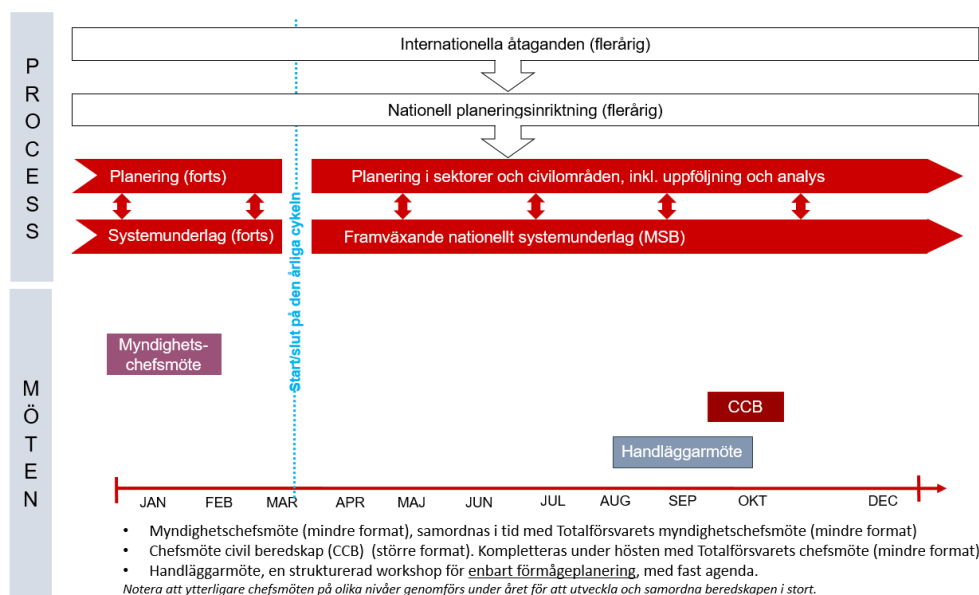 PROCESS
Internationella åtaganden (flerårig)
Nationell planeringsinriktning (flerårig)
Planering (forts)
Planering i sektorer och civilområden, inkl. uppföljning och analys
Systemunderlag (forts)
Framväxande nationellt systemunderlag (MSB)
Start/slut på den årliga cykeln
MÖTEN
Myndighets-
chefsmöte
CCB
Handläggarmöte
JAN FEB MAR APR MAJ JUN JUL AUG SEP OKT DEC
• Myndighetschefsmöte (mindre format), samordnas i tid med Totalförsvarets myndighetschefsmöte (mindre format)
• Chefsmöte civil beredskap (CCB) (större format). Kompletteras under hösten med Totalförsvarets chefsmöte (mindre format)
• Handläggarmöte, en strukturerad workshop för enbart förmågeplanering, med fast agenda.
Notera att ytterligare chefsmöten på olika nivåer genomförs under året för att utveckla och samordna beredskapen i stort.